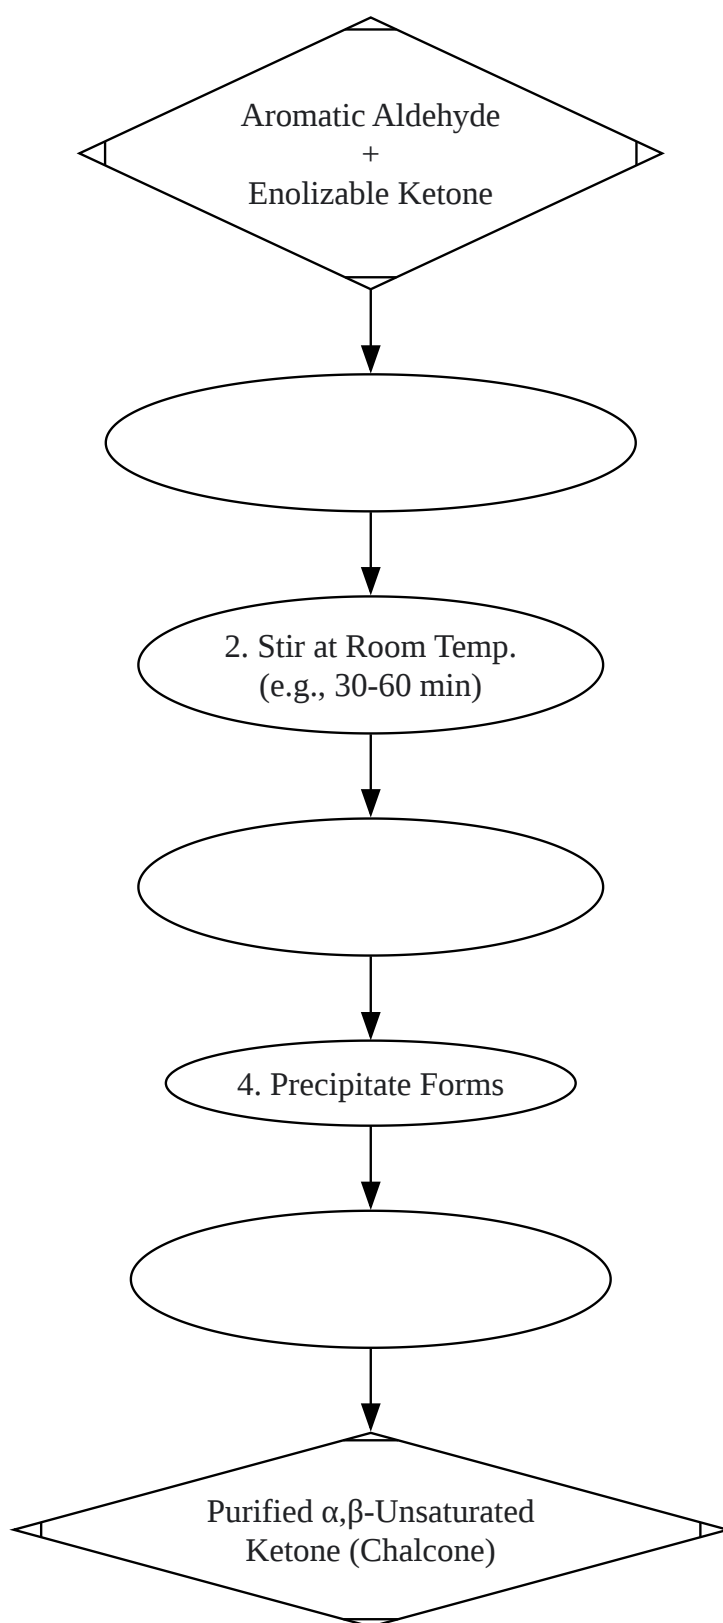 Aromatic Aldehyde
+
Enolizable Ketone
2. Stir at Room Temp.
(e.g., 30-60 min)
4. Precipitate Forms
Purified α,β-Unsaturated
Ketone (Chalcone)